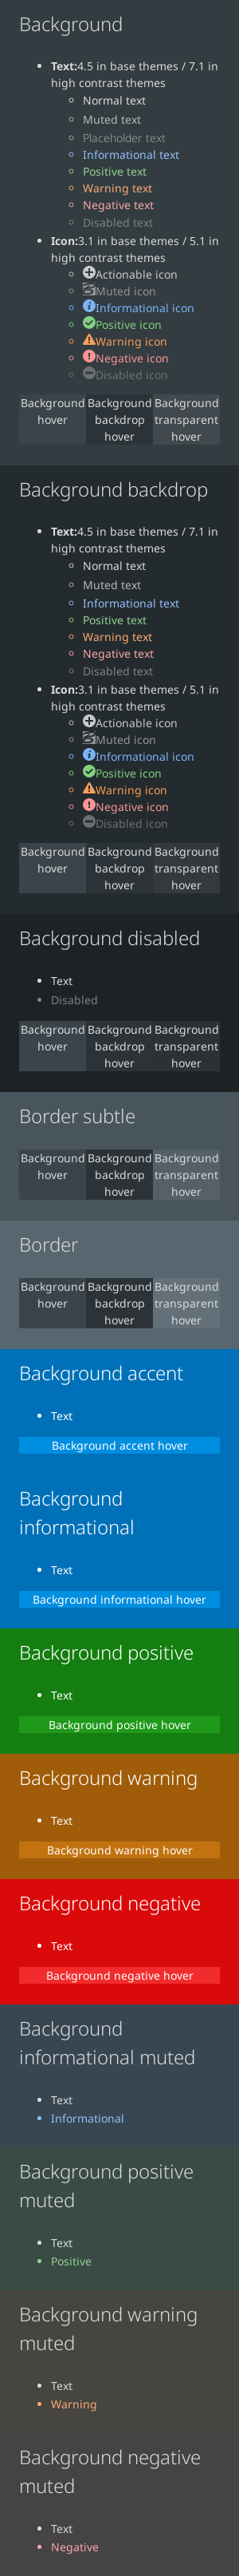 Background
Text:4.5 in base themes / 7.1 in
high contrast themes
Normal text
Muted text
Placeholder text
Informational text
Positive text
Warning text
Negative text
Disabled text
Icon:3.1 in base themes / 5.1 in
high contrast themes
Actionable icon
Muted icon
Informational icon
Positive icon
Warning icon
Negative icon
Disabled icon
Background Background Background
hover backdrop transparent
hover hover
Background backdrop
Text:4.5 in base themes / 7.1 in
high contrast themes
Normal text
Muted text
Informational text
Positive text
Warning text
Negative text
Disabled text
Icon:3.1 in base themes / 5.1 in
high contrast themes
Actionable icon
Muted icon
Informational icon
Positive icon
Warning icon
Negative icon
Disabled icon
Background Background Background
hover backdrop transparent
hover hover
Background disabled
Text
Disabled
Background Background Background
hover backdrop transparent
hover hover
Border subtle
Background Background Background
hover backdrop transparent
hover hover
Border
Background Background Background
hover backdrop transparent
hover hover
Background accent
Text
Background accent hover
Background
informational
Text
Background informational hover
Background positive
Text
Background positive hover
Background warning
Text
Background warning hover
Background negative
Text
Background negative hover
Background
informational muted
Text
Informational
Background positive
muted
Text
Positive
Background warning
muted
Text
Warning
Background negative
muted
Text
Negative